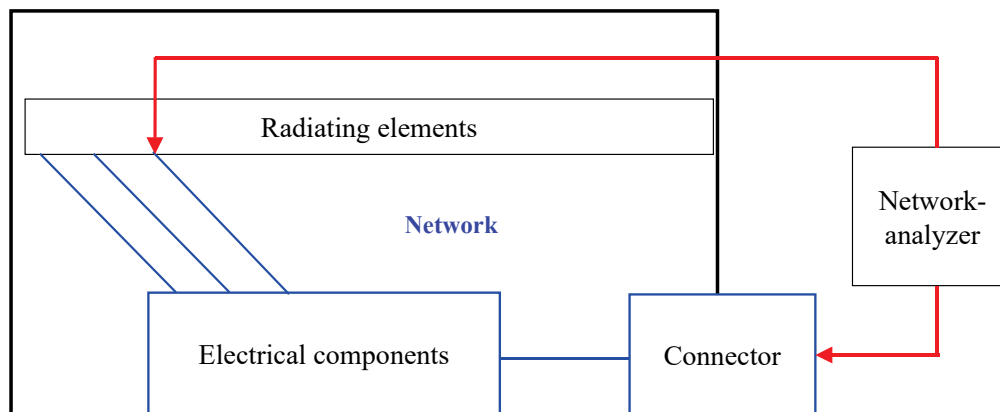 Radiating elements
Network
Network-
analyzer
Electrical components
Connector